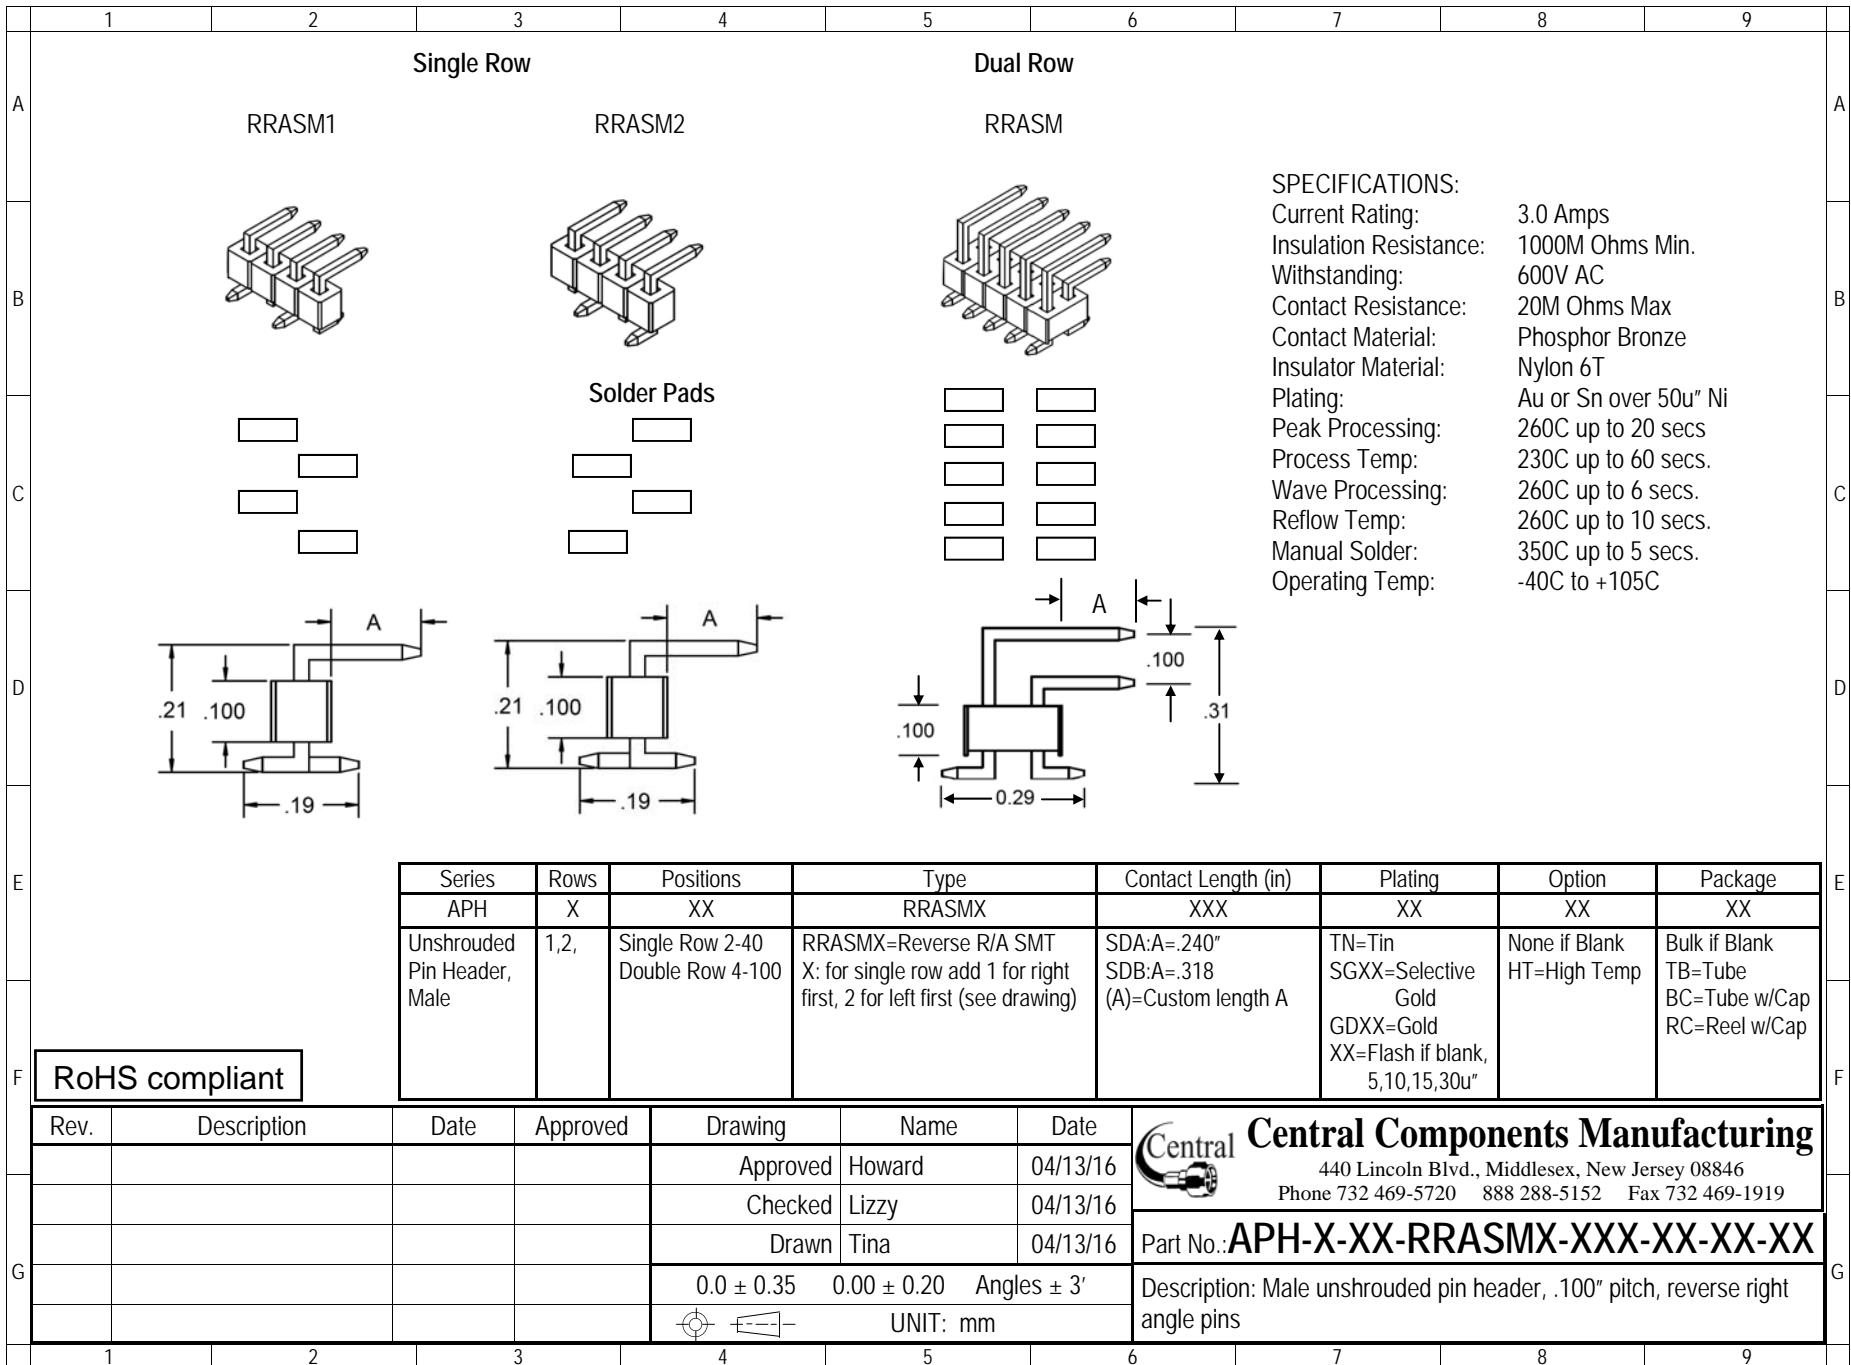 1 2 3 4 5 6 7 8 9
Single Row
Dual Row
A A
RRASM1
RRASM2
RRASM
SPECIFICATIONS:
Current Rating: 3.0 Amps
Insulation Resistance: 1000M Ohms Min.
Withstanding: 600V AC
Contact Resistance: 20M Ohms Max
Contact Material: Phosphor Bronze
Insulator Material: Nylon 6T
Plating: Au or Sn over 50u" Ni
Peak Processing: 260C up to 20 secs
Process Temp: 230C up to 60 secs.
Wave Processing: 260C up to 6 secs.
Reflow Temp: 260C up to 10 secs.
Manual Solder: 350C up to 5 secs.
Operating Temp: -40C to +105C
B B
Solder Pads
C C
A
.21 .100
.19
A
.21 .100
.19
A
.100
.31
.100
0.29
D D
E E
Series Rows Positions Type Contact Length (in) Plating Option Package
APH X XX RRASMX XXX XX XX XX
Unshrouded
Pin Header,
Male
1,2,
Single Row 2-40
Double Row 4-100
RRASMX=Reverse R/A SMT
X: for single row add 1 for right
first, 2 for left first (see drawing)
SDA:A=.240"
SDB:A=.318
(A)=Custom length A
TN=Tin
SGXX=Selective
Gold
GDXX=Gold
XX=Flash if blank,
5,10,15,30u"
None if Blank
HT=High Temp
Bulk if Blank
TB=Tube
BC=Tube w/Cap
RC=Reel w/Cap
F F
RoHS compliant
Rev. Description Date Approved
Drawing Name Date
Approved Howard 04/13/16
Checked Lizzy 04/13/16
Drawn Tina 04/13/16
0.0 ± 0.35 0.00 ± 0.20 Angles ± 3'
UNIT: mm
Central
Central Components Manufacturing
440 Lincoln Blvd., Middlesex, New Jersey 08846
Phone 732 469-5720 888 288-5152 Fax 732 469-1919
Part No.:APH-X-XX-RRASMX-XXX-XX-XX-XX
Description: Male unshrouded pin header, .100" pitch, reverse right
angle pins
G G
1 2 3 4 5 6 7 8 9